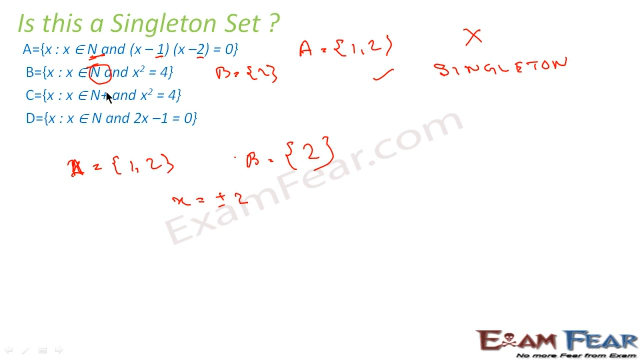 Is this a Singleton Set ?
A={x : x ∈ N and (x – 1) (x –2) = 0}
A = {1, 2}
X
B={x : x ∈ N and x² = 4}
B = {2}
✓ SINGLETON
C={x : x ∈ N+ and x² = 4}
D={x : x ∈ N and 2x –1 = 0}
= {1, 2}
B = {2}
x = ± 2
ExamFear.com
EXAM FEAR
No more Fear from Exams